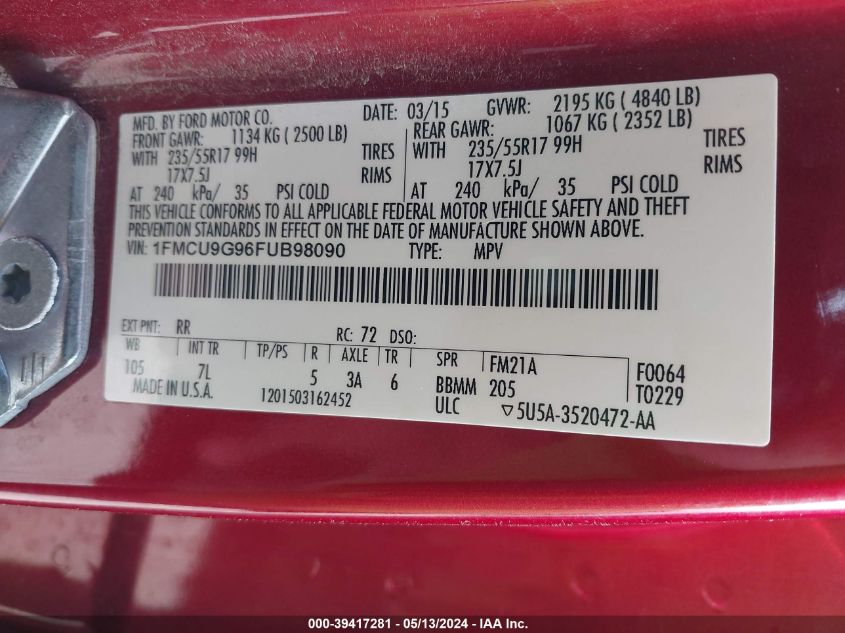 MFD. BY FORD MOTOR CO. DATE: 03/15 GVWR: 2195 KG ( 4840 LB)
FRONT GAWR: 1134 KG ( 2500 LB) REAR GAWR: 1067 KG ( 2352 LB)
WITH 235/55R17 99H TIRES WITH 235/55R17 99H TIRES
17X7.5J RIMS 17X7.5J RIMS
AT 240 kPa/ 35 PSI COLD AT 240 kPa/ 35 PSI COLD
THIS VEHICLE CONFORMS TO ALL APPLICABLE FEDERAL MOTOR VEHICLE SAFETY AND THEFT
PREVENTION STANDARDS IN EFFECT ON THE DATE OF MANUFACTURE SHOWN ABOVE.
VIN: 1FMCU9G96FUB98090 TYPE: MPV
EXT PNT: RR RC: 72 DSO:
WB INT TR TP/PS R AXLE TR SPR FM21A F0064
105 7L 5 3A 6 BBMM 205 T0229
MADE IN U.S.A. 1201503162452 ULC ▽5U5A-3520472-AA
000-39417281 - 05/13/2024 - IAAI Inc.